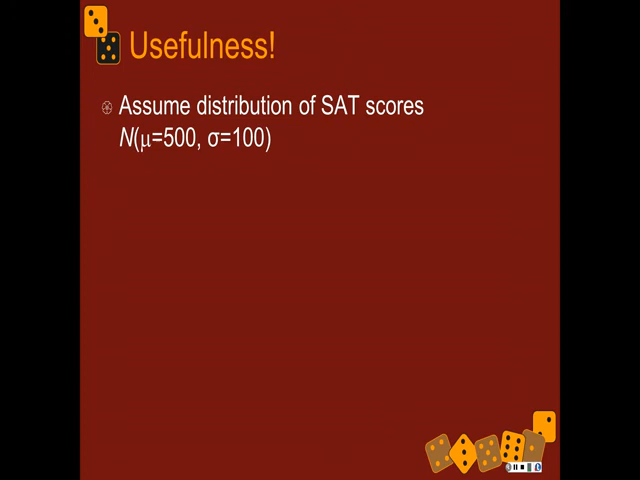 Usefulness!
Assume distribution of SAT scores
N(μ=500, σ=100)